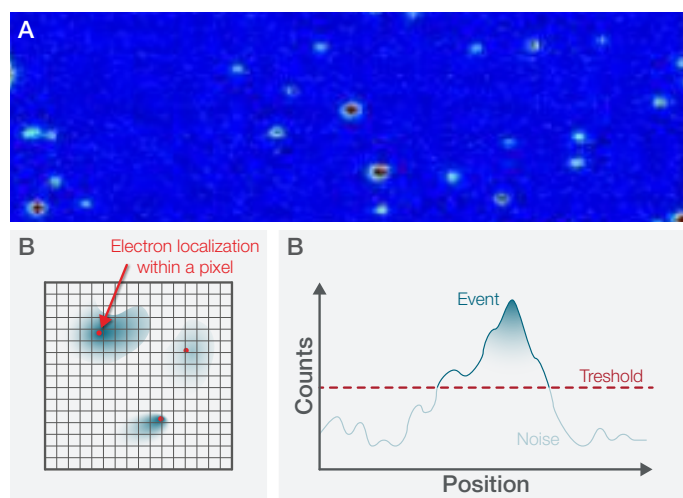 A
B
Electron localization
within a pixel
B
Event
Treshold
Noise
Counts
Position